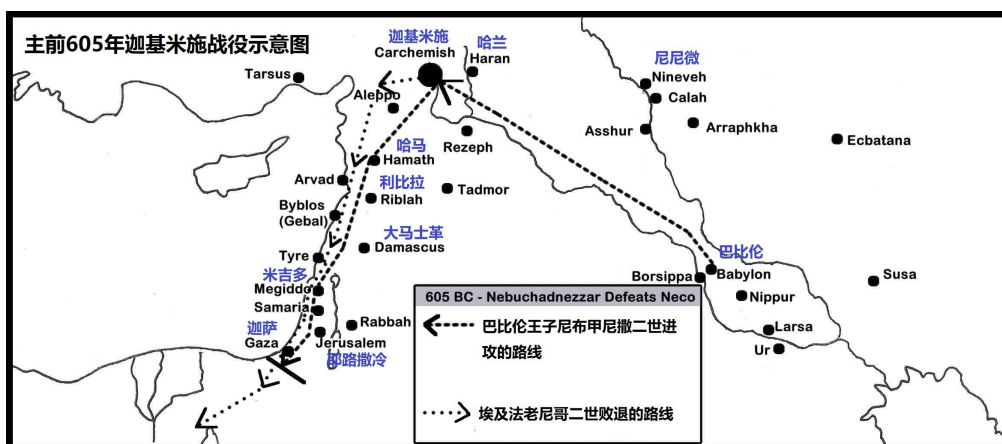 主前605年迦基米施战役示意图
迦基米施
Carchemish
哈兰
Haran
尼尼微
Nineveh
Calah
Tarsus
Aleppo
Asshur
Arraphkha
Ecbatana
Rezeph
哈马
Hamath
Arvad
利比拉
Riblah
Tadmor
Byblos
(Gebal)
大马士革
Damascus
Tyre
巴比伦
Babylon
Borsippa
Susa
米吉多
Megiddo
Nippur
Samaria
Rabbah
Larsa
迦萨
Gaza
Jerusalem
耶路撒冷
Ur
605 BC - Nebuchadnezzar Defeats Neco
巴比伦王子尼布甲尼撒二世进
攻的路线
埃及法老尼哥二世败退的路线